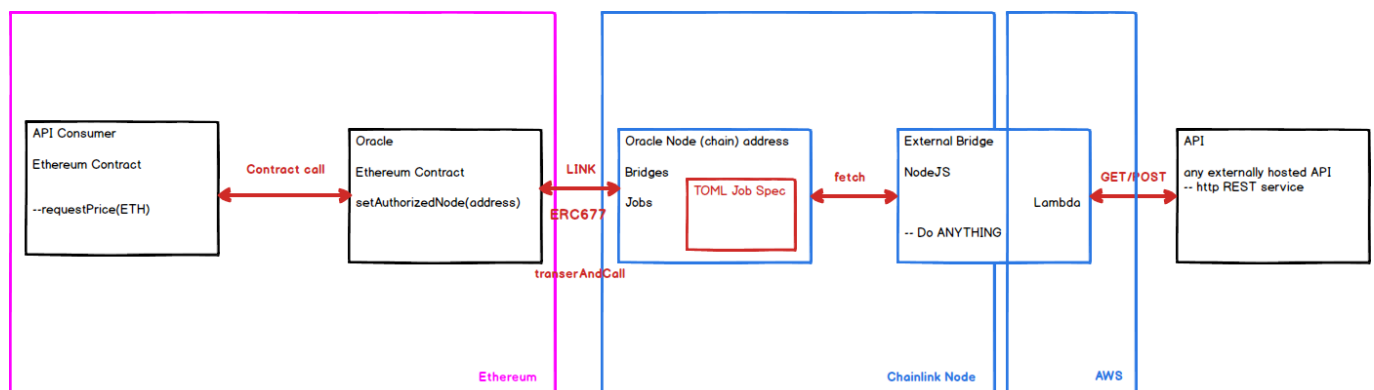 API Consumer
Ethereum Contract
--requestPrice(ETH)
Contract call
Oracle
Ethereum Contract
setAuthorizedNode(address)
LINK
ERC677
transerAndCall
Oracle Node (chain) address
Bridges
Jobs
TOML Job Spec
fetch
External Bridge
NodeJS
Lambda
-- Do ANYTHING
GET/POST
API
any externally hosted API
-- http REST service
Ethereum
Chainlink Node
AWS